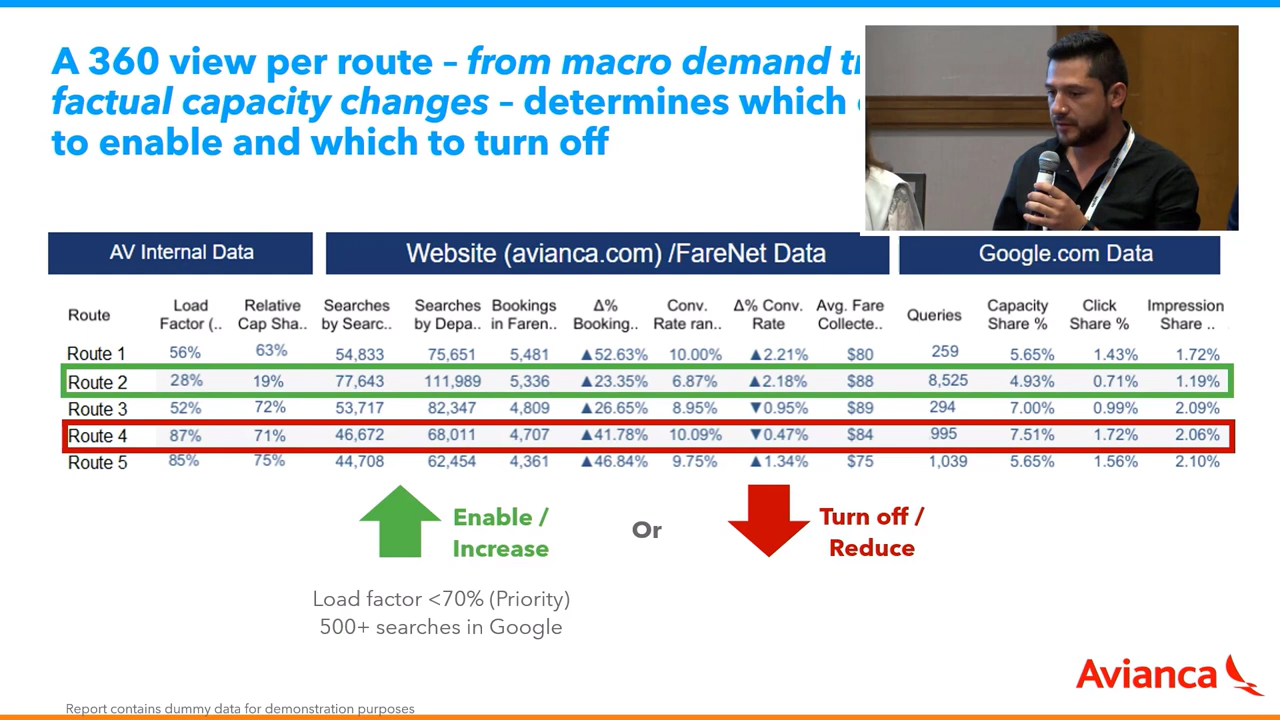 A 360 view per route – from macro demand
factual capacity changes – determines which
to enable and which to turn off
AV Internal Data
Website (avianca.com) /FareNet Data
Google.com Data
Route
Load
Factor (..
Relative
Cap Sha..
Searches
by Searc..
Searches
by Depa..
Bookings
in Faren..
Δ%
Booking..
Conv.
Rate ran..
Δ% Conv.
Rate
Avg. Fare
Collecte..
Queries
Capacity
Share %
Click
Share %
Impression
Share ..
Route 1 56% 63% 54,833 75,651 5,481 ▲52.63% 10.00% ▲2.21% $80 259 5.65% 1.43% 1.72%
Route 2 28% 19% 77,643 111,989 5,336 ▲23.35% 6.87% ▲2.18% $88 8,525 4.93% 0.71% 1.19%
Route 3 52% 72% 53,717 82,347 4,809 ▲26.65% 8.95% ▼0.95% $89 294 7.00% 0.99% 2.09%
Route 4 87% 71% 46,672 68,011 4,707 ▲41.78% 10.09% ▼0.47% $84 995 7.51% 1.72% 2.06%
Route 5 85% 75% 44,708 62,454 4,361 ▲46.84% 9.75% ▲1.34% $75 1,039 5.65% 1.56% 2.10%
Enable /
Increase
Or
Turn off /
Reduce
Load factor <70% (Priority)
500+ searches in Google
Avianca
Report contains dummy data for demonstration purposes